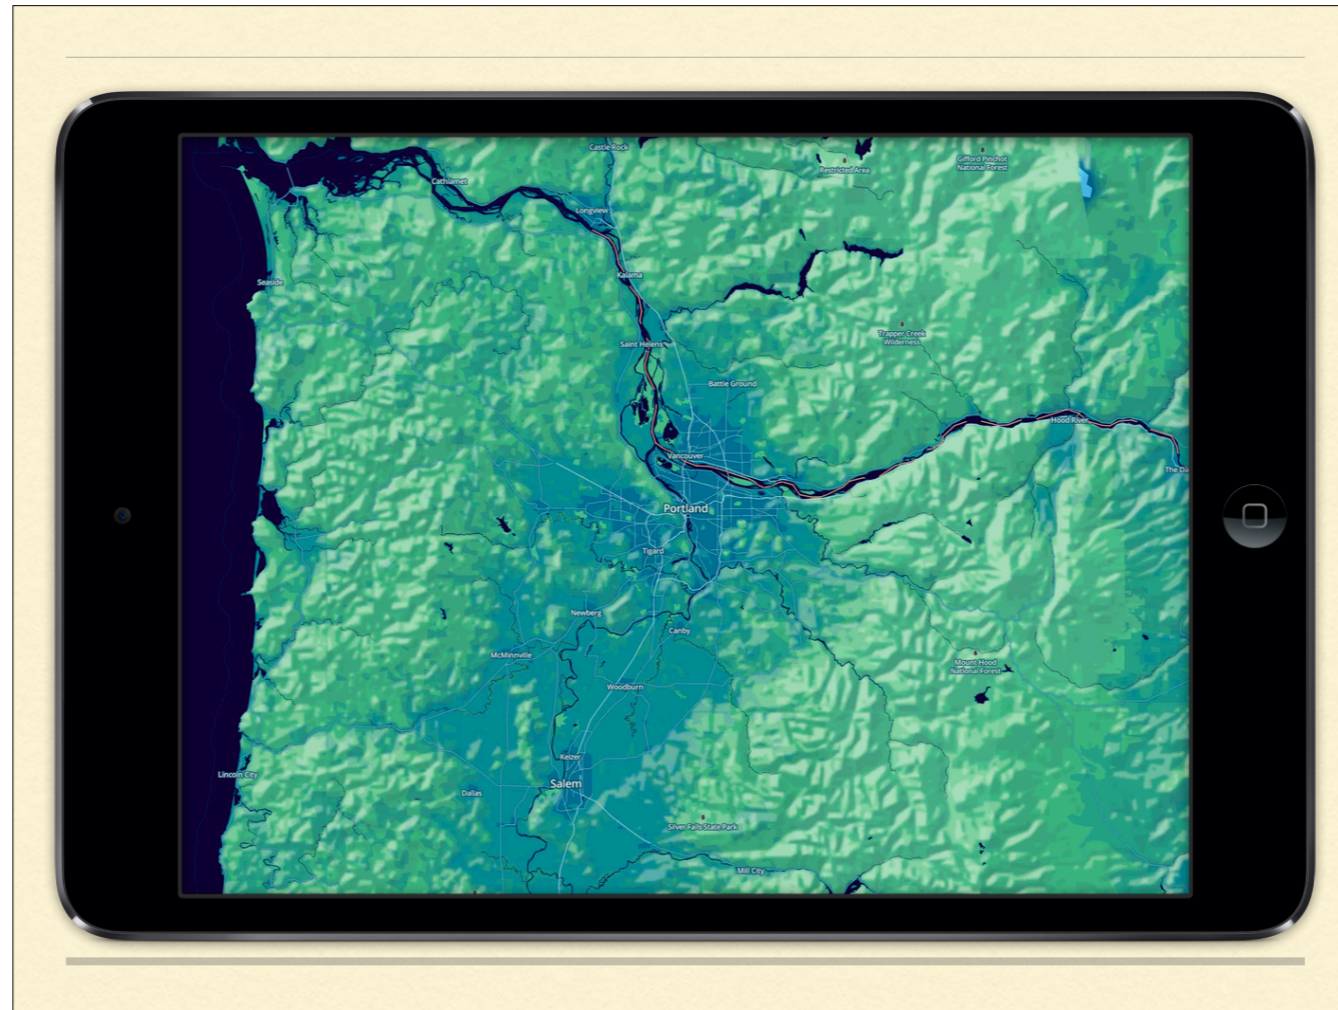 Castle Rock
Gifford Pinchot
National Forest
Restricted Area
Cathlamet
Longview
Kalama
Seaside
Trapper Creek
Wilderness
Saint Helens
Battle Ground
Hood River
Vancouver
The Da
Portland
Tigard
Newberg
Canby
McMinnville
Mount Hood
National Forest
Woodburn
Keizer
Lincoln City
Salem
Dallas
Silver Falls State Park
Mill City